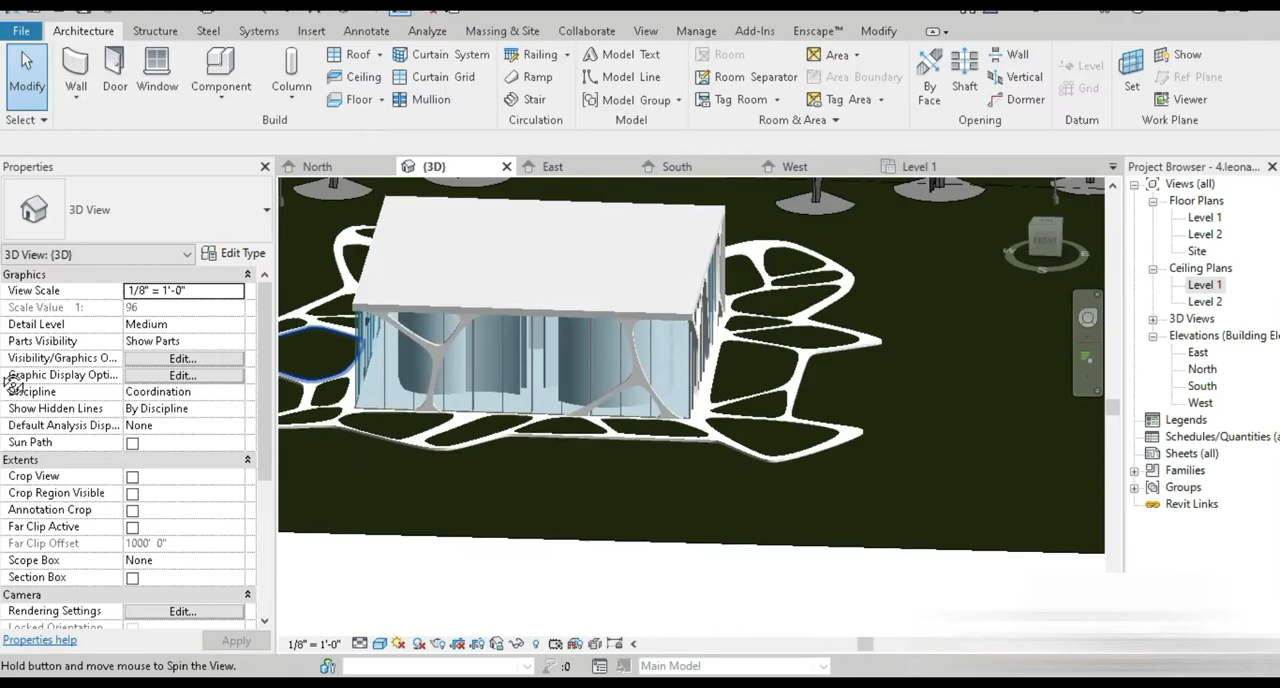 File Architecture Structure Steel Systems Insert Annotate Analyze Massing & Site Collaborate View Manage Add-Ins Enscape™ Modify
Roof Curtain System Railing Model Text Room Area Wall Level Show
Ceiling Curtain Grid Ramp Model Line Room Separator Area Boundary Vertical Grid Ref Plane
Modify Wall Door Window Component Column By Face Shaft Set
Floor Mullion Stair Model Group Tag Room Tag Area Dormer Viewer
Select Build Circulation Model Room & Area Opening Datum Work Plane
Properties
North {3D} East South West Level 1
Project Browser - 4.leona...
3D View
3D View: {3D} Edit Type
Graphics
View Scale 1/8" = 1'-0"
Scale Value 1: 96
Detail Level Medium
Parts Visibility Show Parts
Visibility/Graphics O... Edit...
Graphic Display Opti... Edit...
Discipline Coordination
Show Hidden Lines By Discipline
Default Analysis Disp... None
Sun Path
Extents
Crop View
Crop Region Visible
Annotation Crop
Far Clip Active
Far Clip Offset 1000' 0"
Scope Box None
Section Box
Camera
Rendering Settings Edit...
Locked Orientation
Properties help Apply
FRONT
W S E
Views (all)
Floor Plans
Level 1
Level 2
Site
Ceiling Plans
Level 1
Level 2
3D Views
Elevations (Building El
East
North
South
West
Legends
Schedules/Quantities (a
Sheets (all)
Families
Groups
Revit Links
1/8" = 1'-0"
Hold button and move mouse to Spin the View.
:0
Main Model